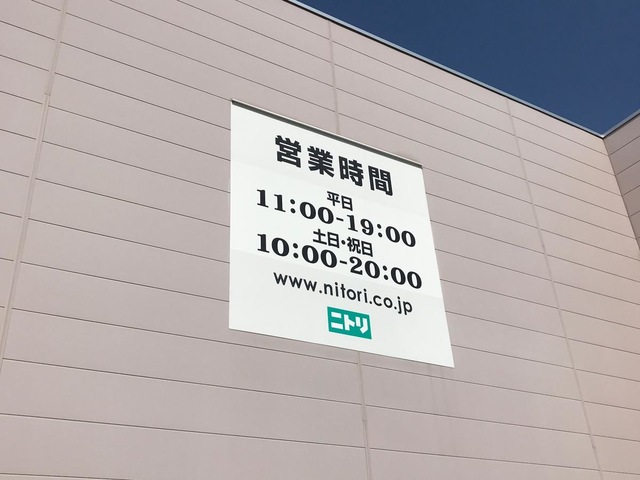 営業時間
平日
11:00-19:00
土日・祝日
10:00-20:00
www.nitori.co.jp
ニトリ